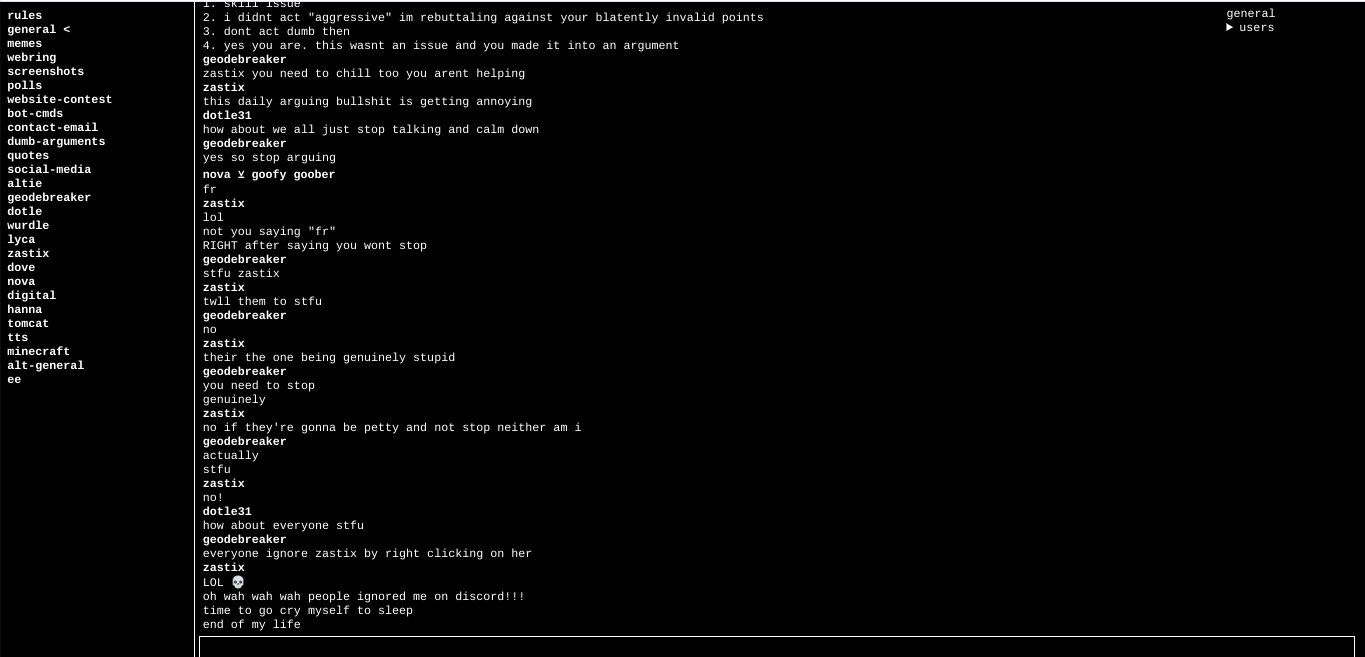 rules
general <
memes
webring
screenshots
polls
website-contest
bot-cmds
contact-email
dumb-arguments
quotes
social-media
altie
geodebreaker
dotle
wurdle
lyca
zastix
dove
nova
digital
hanna
tomcat
tts
minecraft
alt-general
ee
1. skill issue
2. i didnt act "aggressive" im rebuttaling against your blatently invalid points
3. dont act dumb then
4. yes you are. this wasnt an issue and you made it into an argument
geodebreaker
zastix you need to chill too you arent helping
zastix
this daily arguing bullshit is getting annoying
dotle31
how about we all just stop talking and calm down
geodebreaker
yes so stop arguing
nova ⊻ goofy goober
fr
zastix
lol
not you saying "fr"
RIGHT after saying you wont stop
geodebreaker
stfu zastix
zastix
twll them to stfu
geodebreaker
no
zastix
their the one being genuinely stupid
geodebreaker
you need to stop
genuinely
zastix
no if they're gonna be petty and not stop neither am i
geodebreaker
actually
stfu
zastix
no!
dotle31
how about everyone stfu
geodebreaker
everyone ignore zastix by right clicking on her
zastix
LOL 💀
oh wah wah wah people ignored me on discord!!!
time to go cry myself to sleep
end of my life
general
▶ users